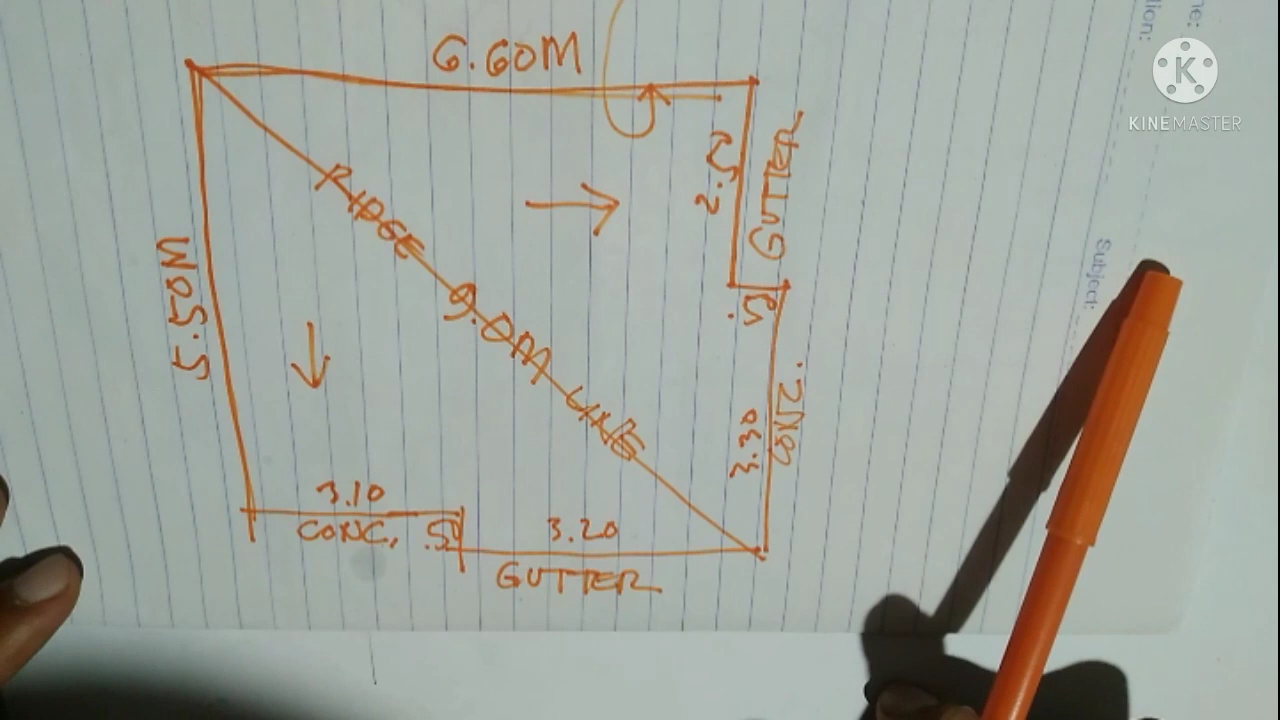 6.60M
2.5
GUTTER
.5
3.30
CONC.
5.50M
RIDGE 9.0M LINE
3.10
CONC.
.50
3.20
GUTTER
Subject:
KINEMASTER